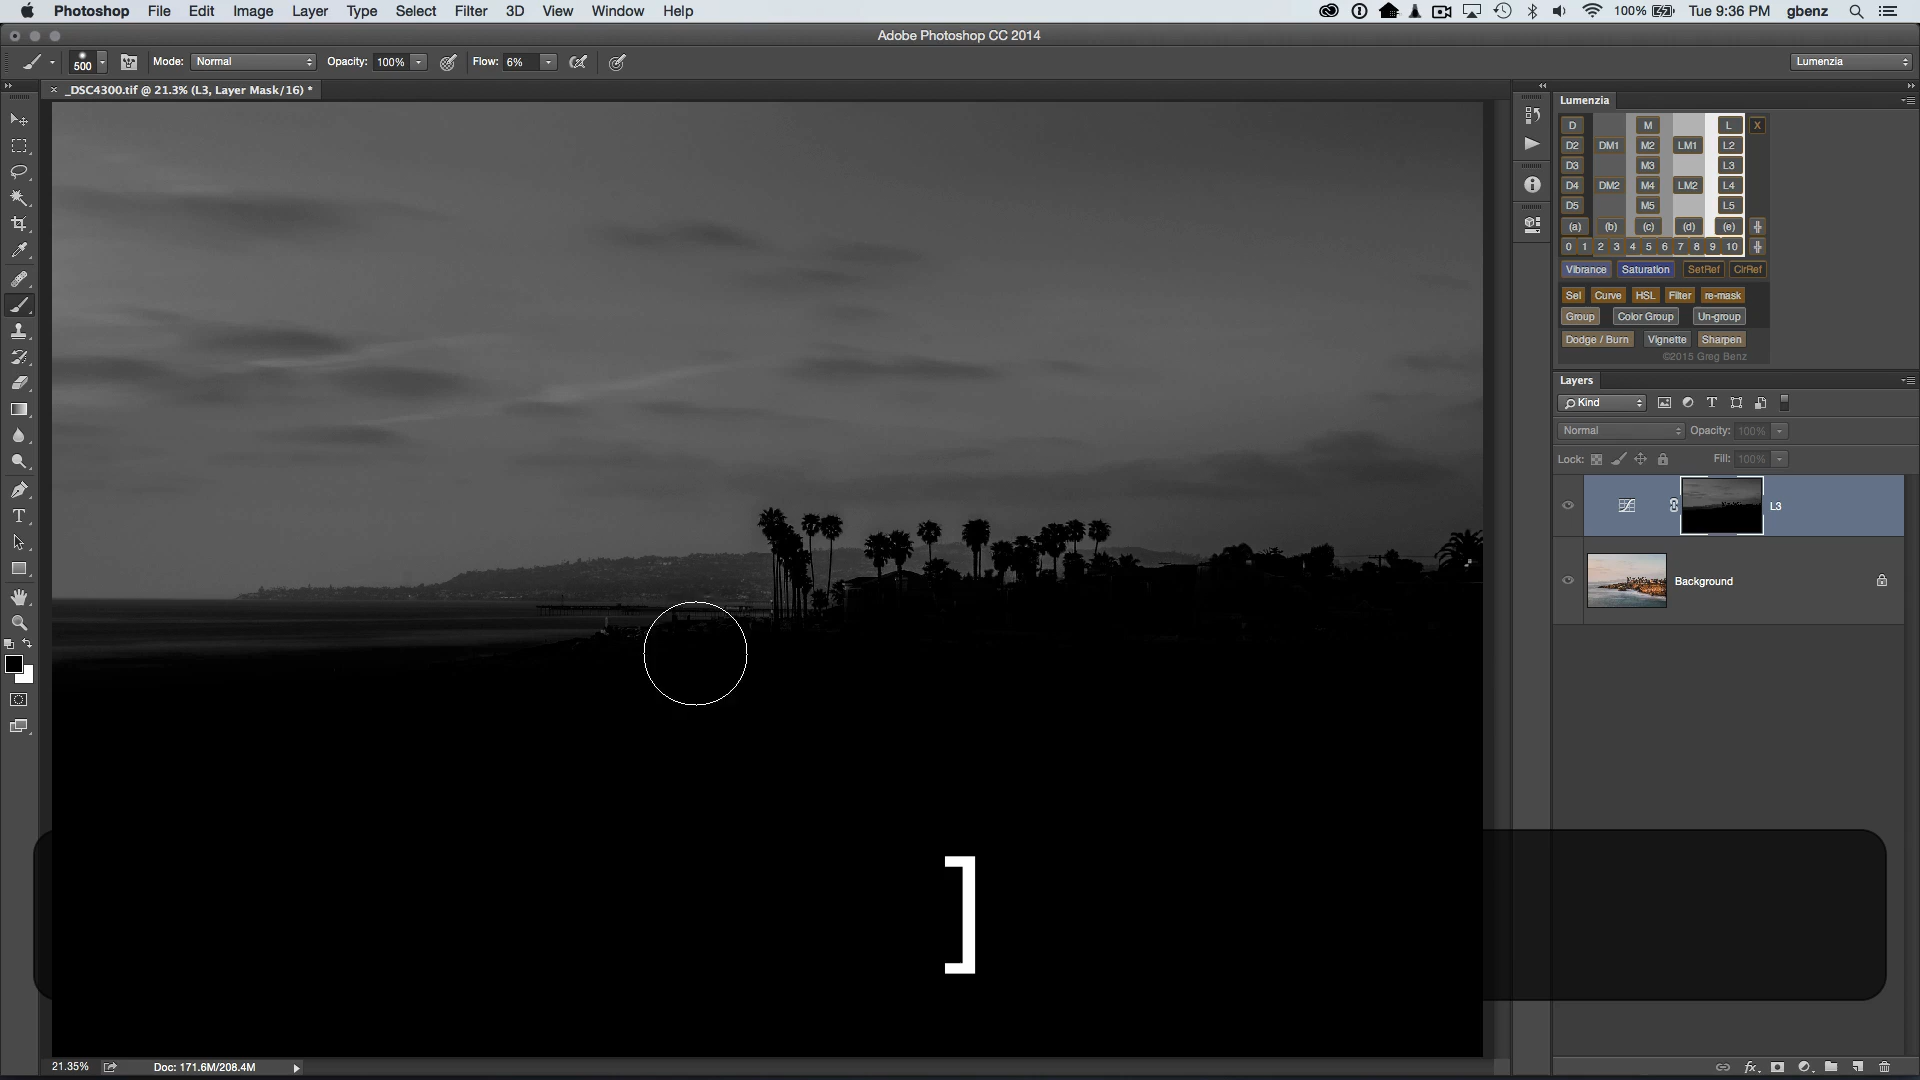 Photoshop File Edit Image Layer Type Select Filter 3D View Window Help 100% Tue 9:36 PM gbenz
Adobe Photoshop CC 2014
500 Mode: Normal Opacity: 100% Flow: 6% Lumenzia
× _DSC4300.tif @ 21.3% (L3, Layer Mask/16) *
Lumenzia
D M L X
D2 DM1 M2 LM1 L2
D3 M3 L3
D4 DM2 M4 LM2 L4
D5 M5 L5
(a) (b) (c) (d) (e)
0 1 2 3 4 5 6 7 8 9 10
Vibrance Saturation SetRef ClrRef
Sel Curve HSL Filter re-mask
Group Color Group Un-group
Dodge / Burn Vignette Sharpen
©2015 Greg Benz
Layers
Kind
Normal Opacity: 100%
Lock: Fill: 100%
L3
Background
]
21.35% Doc: 171.6M/208.4M